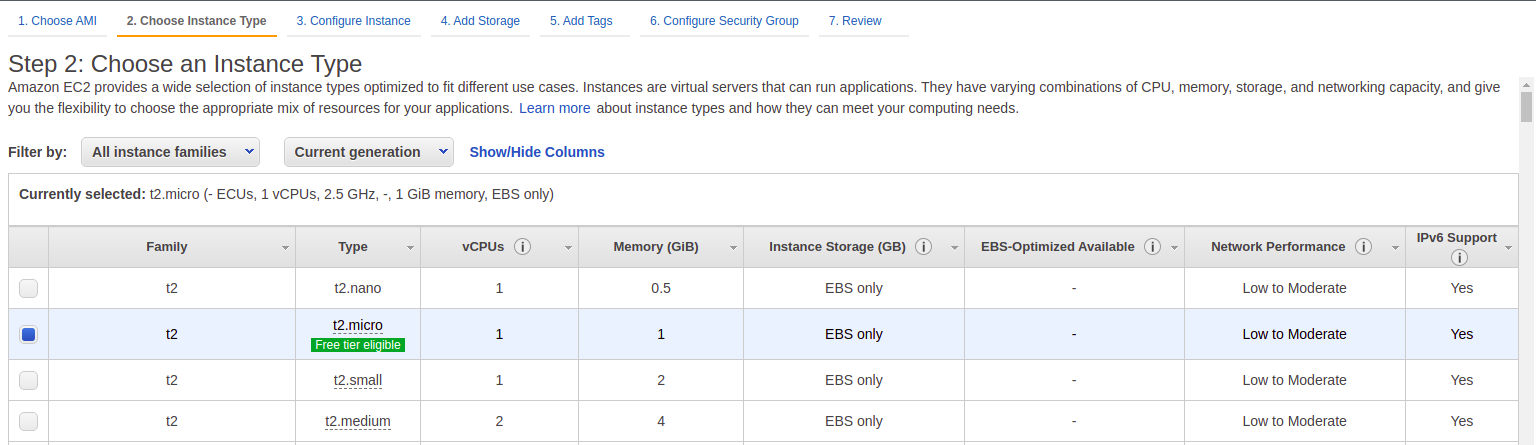 1. Choose AMI 2. Choose Instance Type 3. Configure Instance 4. Add Storage 5. Add Tags 6. Configure Security Group 7. Review
Step 2: Choose an Instance Type
Amazon EC2 provides a wide selection of instance types optimized to fit different use cases. Instances are virtual servers that can run applications. They have varying combinations of CPU, memory, storage, and networking capacity, and give
you the flexibility to choose the appropriate mix of resources for your applications. Learn more about instance types and how they can meet your computing needs.
Filter by: All instance families Current generation Show/Hide Columns
Currently selected: t2.micro (- ECUs, 1 vCPUs, 2.5 GHz, -, 1 GiB memory, EBS only)
Family Type vCPUs i Memory (GiB) Instance Storage (GB) i EBS-Optimized Available i Network Performance i IPv6 Support i
t2 t2.nano 1 0.5 EBS only - Low to Moderate Yes
t2 t2.micro 1 1 EBS only - Low to Moderate Yes
Free tier eligible
t2 t2.small 1 2 EBS only - Low to Moderate Yes
t2 t2.medium 2 4 EBS only - Low to Moderate Yes